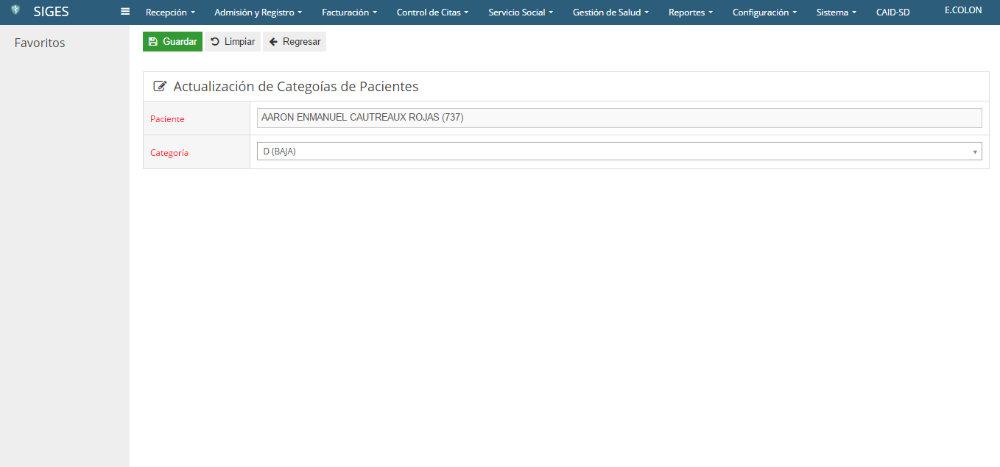 SIGES Recepción Admisión y Registro Facturación Control de Citas Servicio Social Gestión de Salud Reportes Configuración Sistema CAID-SD E.COLON
Favoritos
Guardar Limpiar Regresar
Actualización de Categoías de Pacientes
Paciente AARON ENMANUEL CAUTREAUX ROJAS (737)
Categoría D (BAJA)